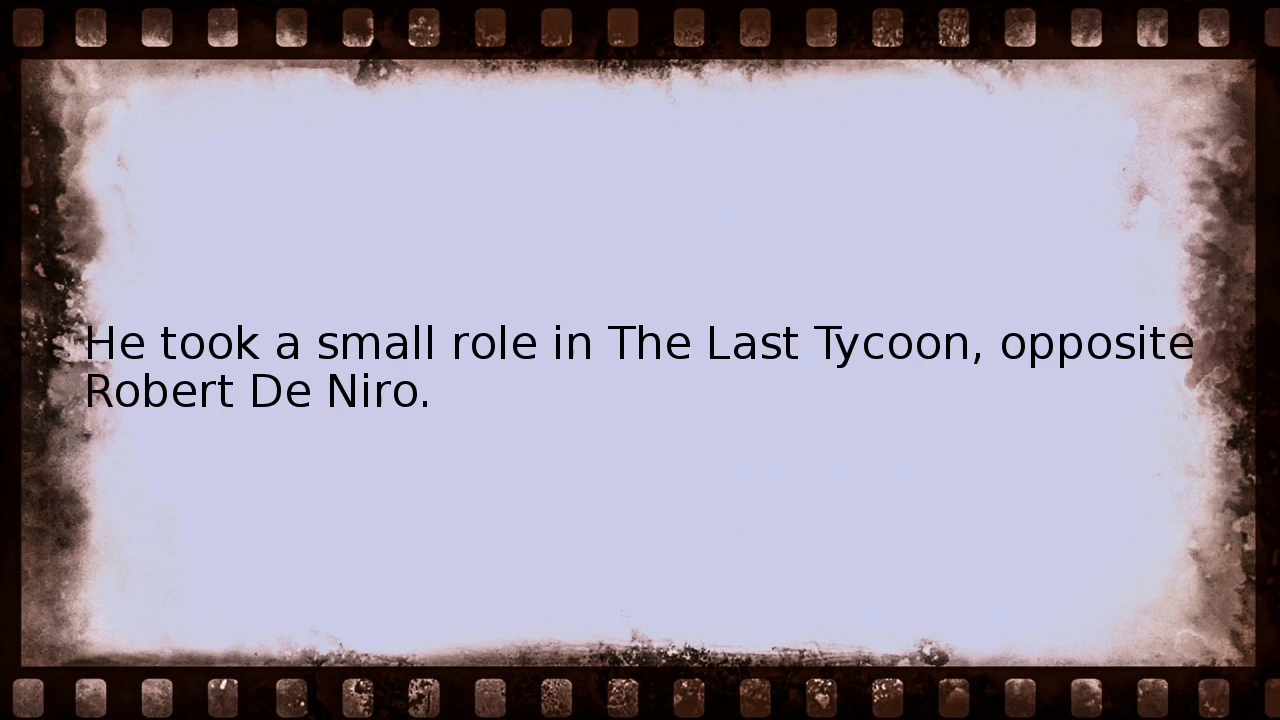 He took a small role in The Last Tycoon, opposite
Robert De Niro.